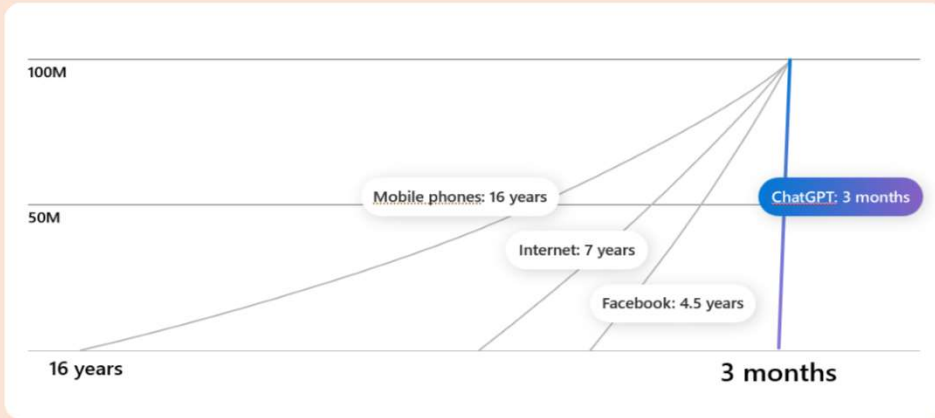 100M
Mobile phones: 16 years
ChatGPT: 3 months
50M
Internet: 7 years
Facebook: 4.5 years
16 years
3 months